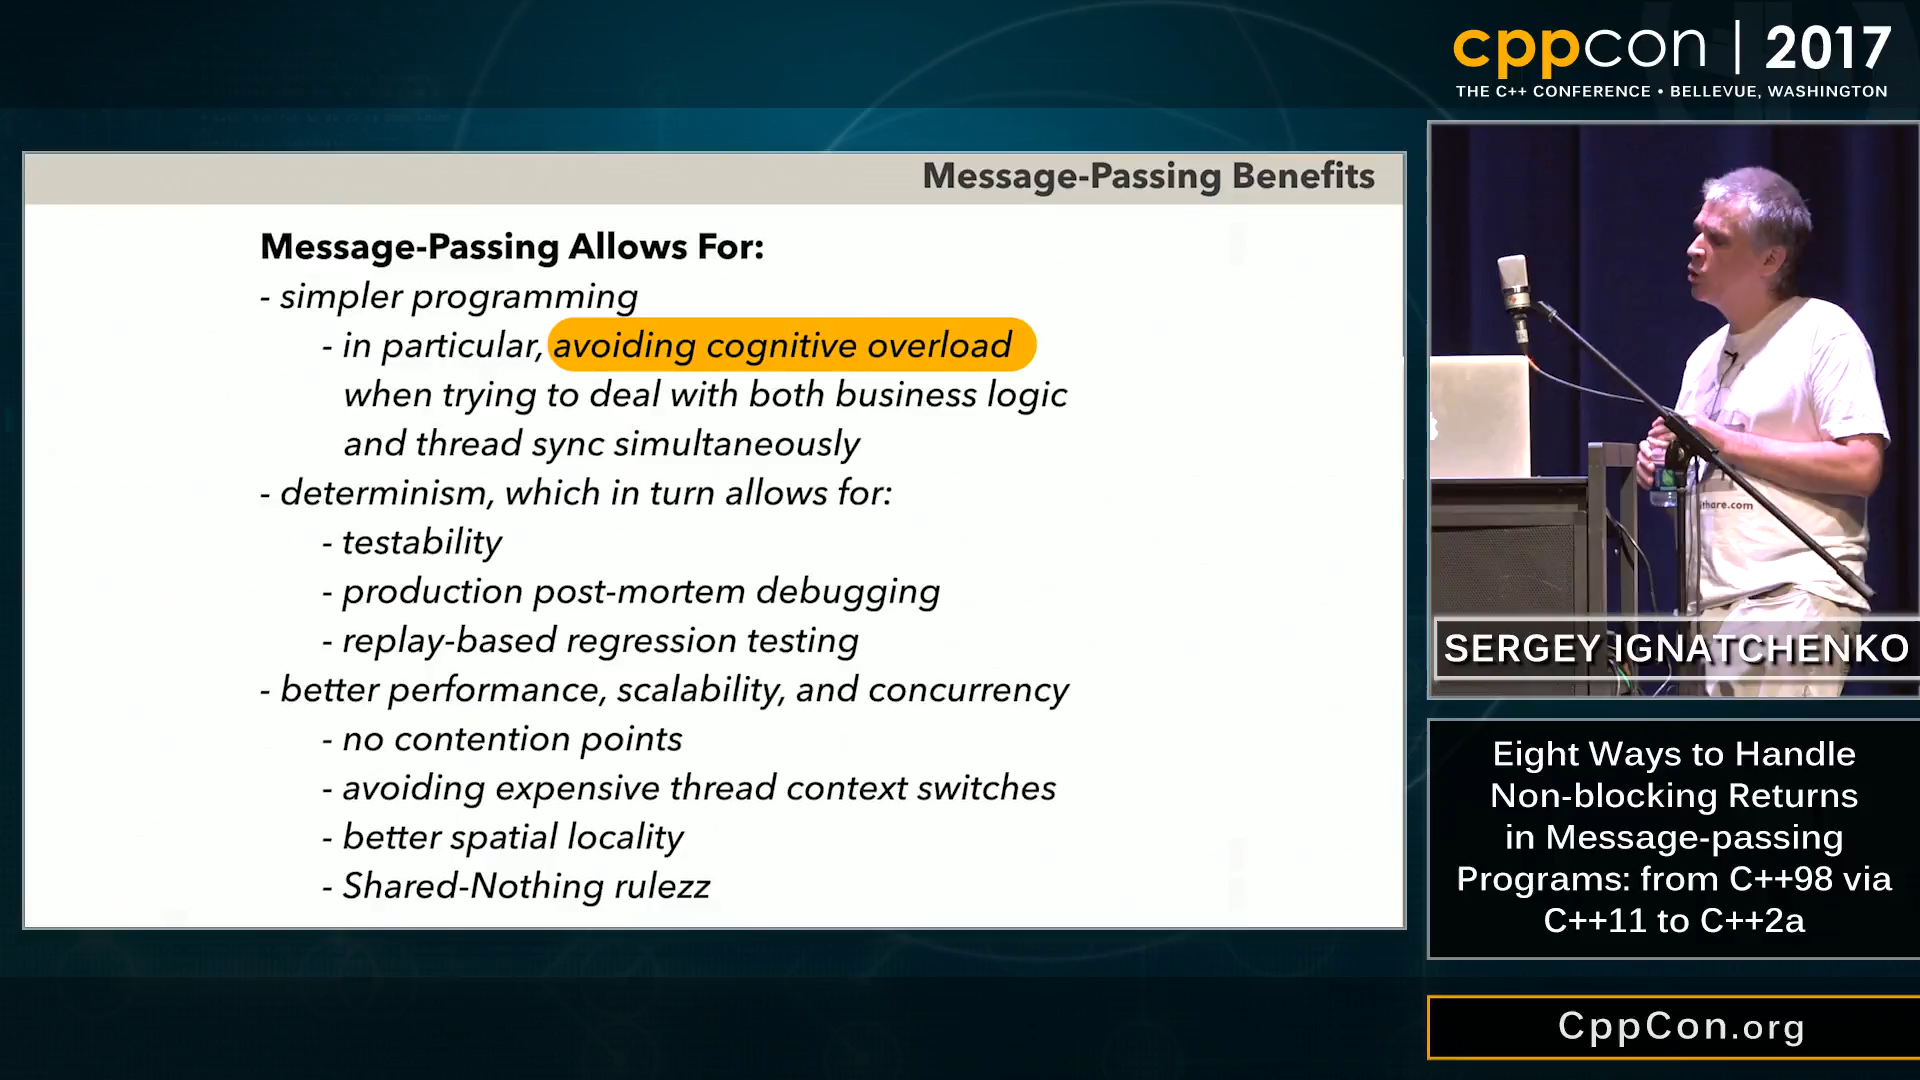 cppcon | 2017
THE C++ CONFERENCE • BELLEVUE, WASHINGTON
Message-Passing Benefits
Message-Passing Allows For:
- simpler programming
- in particular, avoiding cognitive overload
when trying to deal with both business logic
and thread sync simultaneously
- determinism, which in turn allows for:
- testability
- production post-mortem debugging
- replay-based regression testing
- better performance, scalability, and concurrency
- no contention points
- avoiding expensive thread context switches
- better spatial locality
- Shared-Nothing rulezz
SERGEY IGNATCHENKO
Eight Ways to Handle
Non-blocking Returns
in Message-passing
Programs: from C++98 via
C++11 to C++2a
CppCon.org